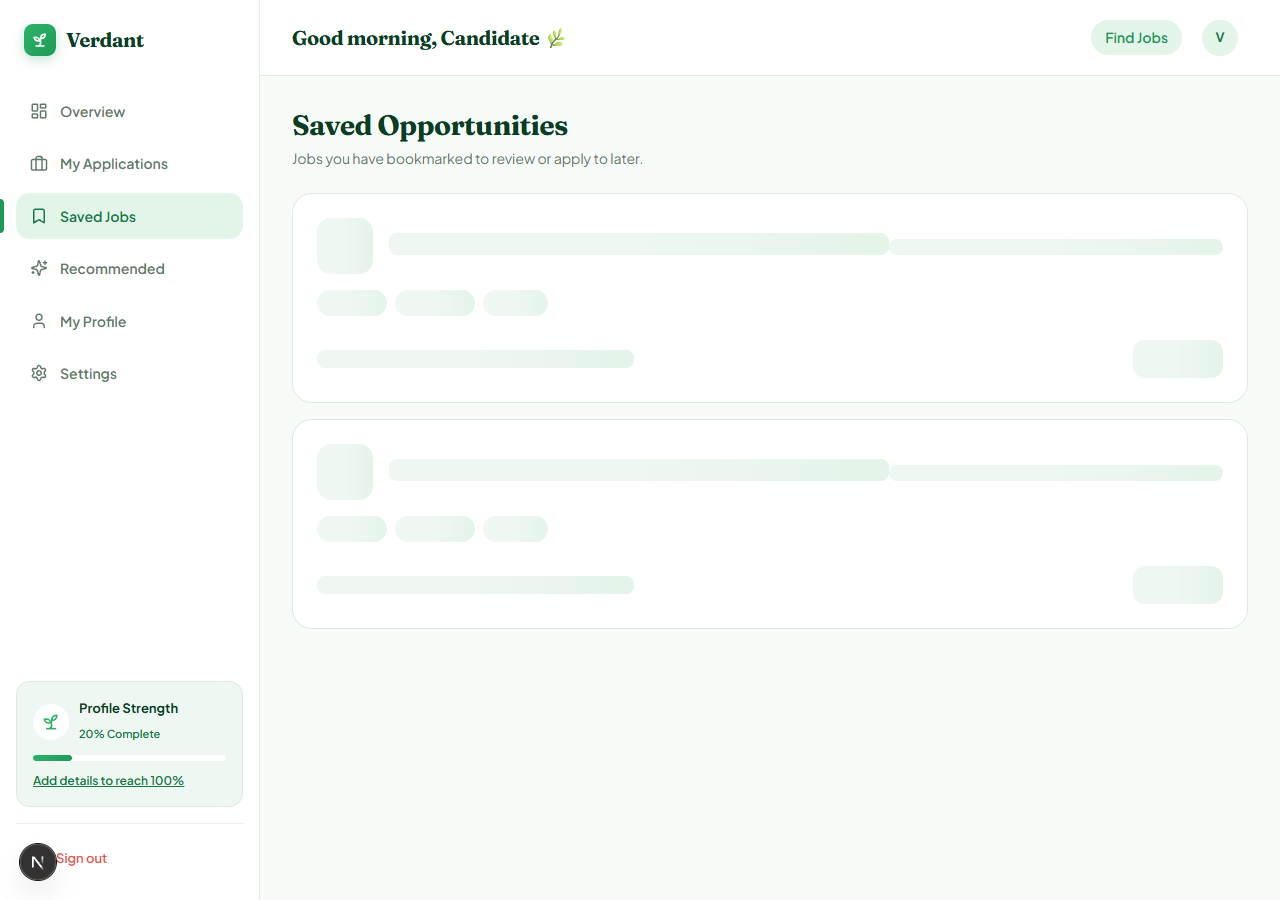 Verdant
Overview
My Applications
Saved Jobs
Recommended
My Profile
Settings
Profile Strength
20% Complete
Add details to reach 100%
N
Sign out
Good morning, Candidate 🌿
Find Jobs
V
Saved Opportunities
Jobs you have bookmarked to review or apply to later.